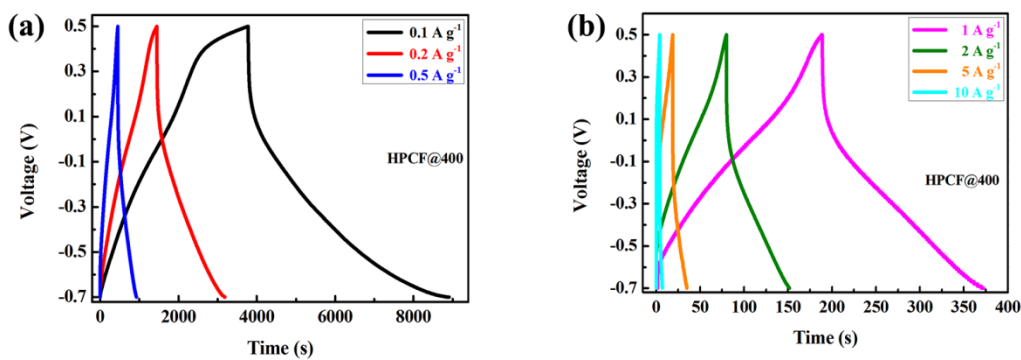 (a)
0.5
0.3
0.1
-0.1
-0.3
-0.5
-0.7
Voltage (V)
0.1 A g⁻¹
0.2 A g⁻¹
0.5 A g⁻¹
HPCF@400
0 2000 4000 6000 8000
Time (s)
(b)
0.5
0.3
0.1
-0.1
-0.3
-0.5
-0.7
Voltage (V)
1 A g⁻¹
2 A g⁻¹
5 A g⁻¹
10 A g⁻¹
HPCF@400
0 50 100 150 200 250 300 350 400
Time (s)